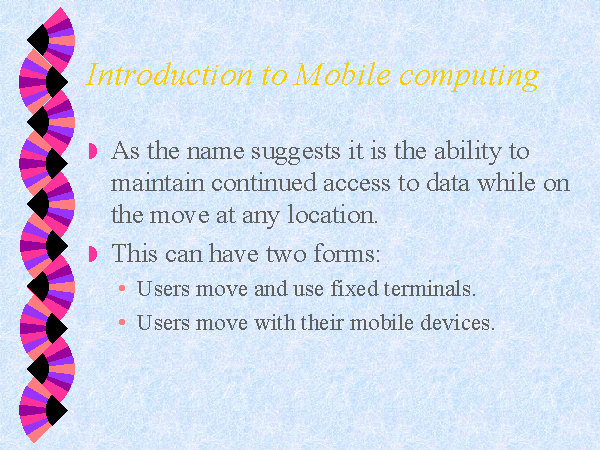 Introduction to Mobile computing
As the name suggests it is the ability to
maintain continued access to data while on
the move at any location.
This can have two forms:
Users move and use fixed terminals.
Users move with their mobile devices.